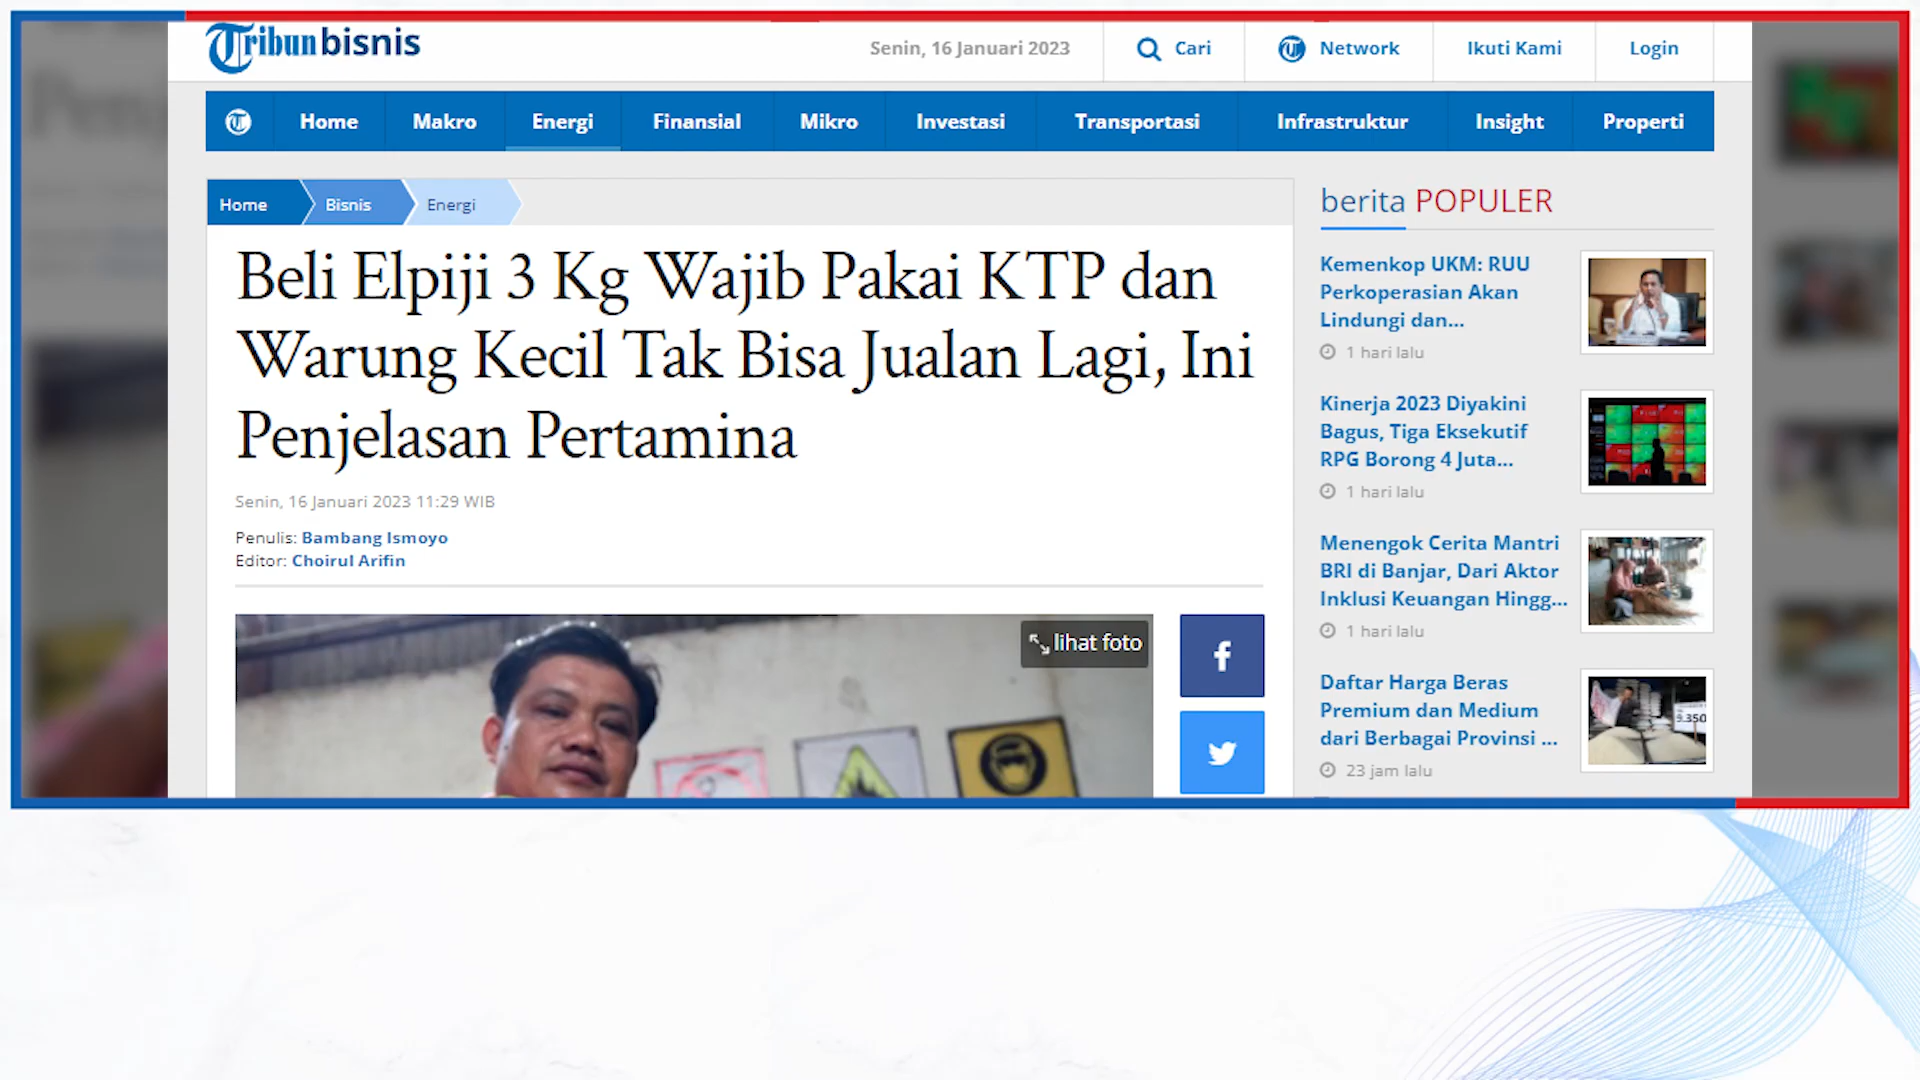 Tribunbisnis
Senin, 16 Januari 2023
Cari
Network
Ikuti Kami
Login
Home
Makro
Energi
Finansial
Mikro
Investasi
Transportasi
Infrastruktur
Insight
Properti
Home
Bisnis
Energi
Beli Elpiji 3 Kg Wajib Pakai KTP dan
Warung Kecil Tak Bisa Jualan Lagi, Ini
Penjelasan Pertamina
Senin, 16 Januari 2023 11:29 WIB
Penulis: Bambang Ismoyo
Editor: Choirul Arifin
lihat foto
berita POPULER
Kemenkop UKM: RUU
Perkoperasian Akan
Lindungi dan...
1 hari lalu
Kinerja 2023 Diyakini
Bagus, Tiga Eksekutif
RPG Borong 4 Juta...
1 hari lalu
Menengok Cerita Mantri
BRI di Banjar, Dari Aktor
Inklusi Keuangan Hingg...
1 hari lalu
Daftar Harga Beras
Premium dan Medium
dari Berbagai Provinsi ...
9.350
23 jam lalu